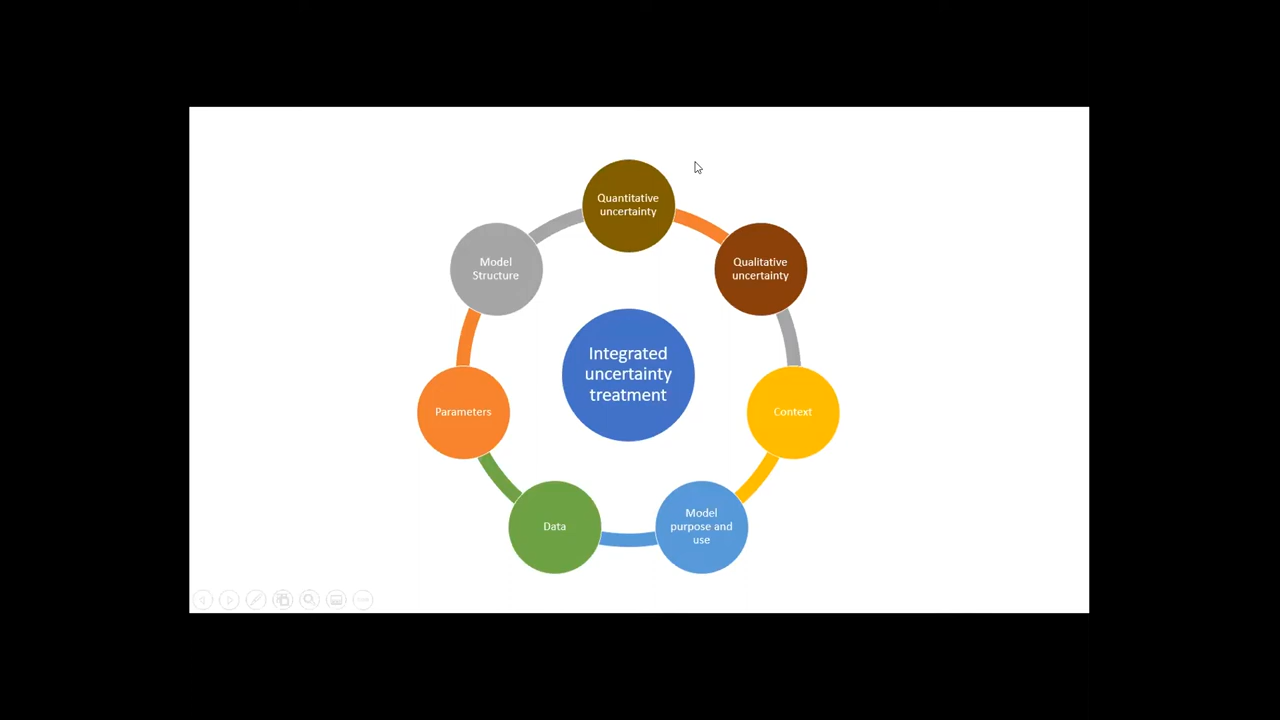 Quantitative
uncertainty
Qualitative
uncertainty
Context
Model
purpose and
use
Data
Parameters
Model
Structure
Integrated
uncertainty
treatment